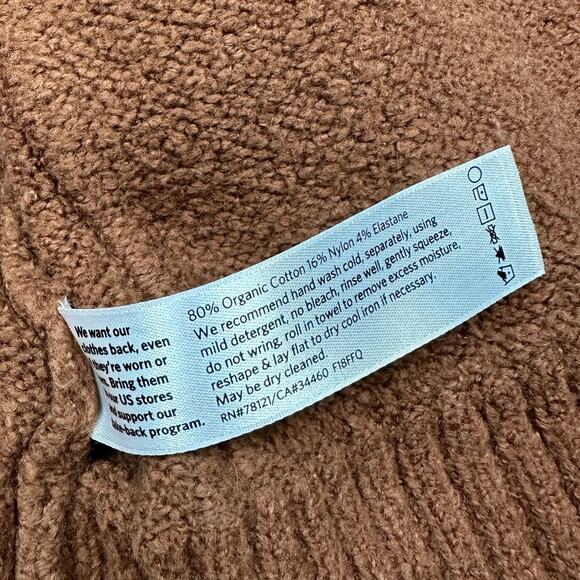 We want our
clothes back, even
they're worn or
Bring them
our US stores
support our
take-back program.
80% Organic Cotton 16% Nylon 4% Elastane
We recommend hand wash cold, separately, using
mild detergent, no bleach, rinse well, gently squeeze,
do not wring, roll in towel to remove excess moisture,
reshape & lay flat to dry cool iron if necessary.
May be dry cleaned.
RN#78121/CA#34460 F18FFQ